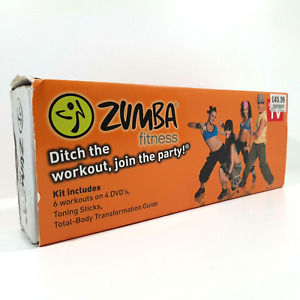 ZUMBA®
fitness
Ditch the
workout, join the party!®
Kit includes
6 workouts on 4 DVD's,
Toning Sticks,
Total-Body Transformation Guide
£49.99
TV